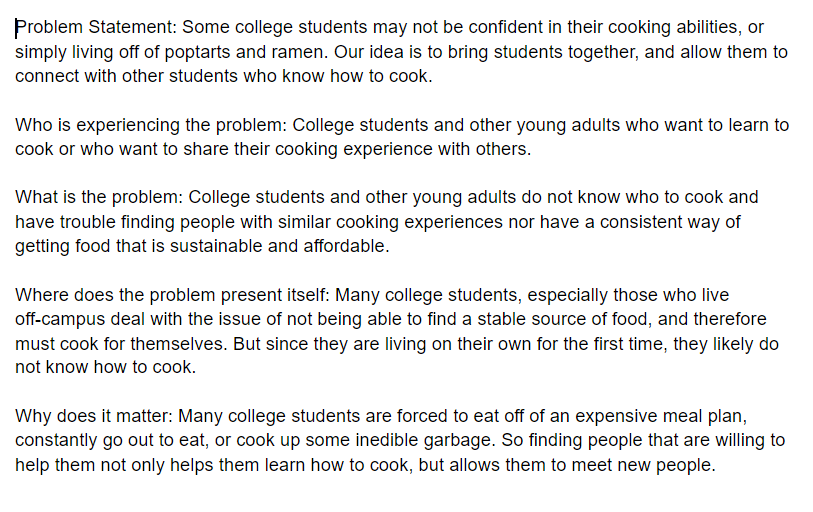 Problem Statement: Some college students may not be confident in their cooking abilities, or
simply living off of poptarts and ramen. Our idea is to bring students together, and allow them to
connect with other students who know how to cook.
Who is experiencing the problem: College students and other young adults who want to learn to
cook or who want to share their cooking experience with others.
What is the problem: College students and other young adults do not know who to cook and
have trouble finding people with similar cooking experiences nor have a consistent way of
getting food that is sustainable and affordable.
Where does the problem present itself: Many college students, especially those who live
off-campus deal with the issue of not being able to find a stable source of food, and therefore
must cook for themselves. But since they are living on their own for the first time, they likely do
not know how to cook.
Why does it matter: Many college students are forced to eat off of an expensive meal plan,
constantly go out to eat, or cook up some inedible garbage. So finding people that are willing to
help them not only helps them learn how to cook, but allows them to meet new people.